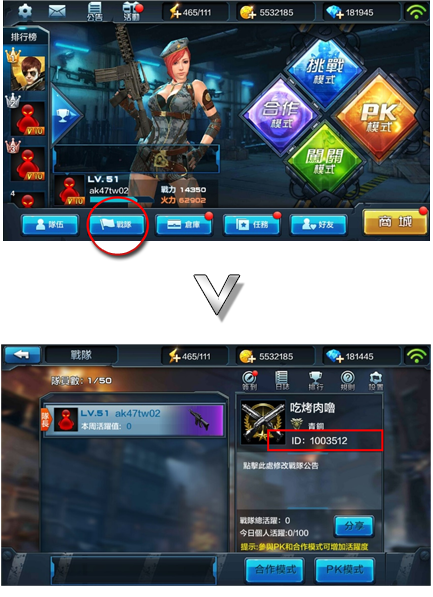 公告
活動
465/111
5532185
181945
排行榜
挑戰
模式
合作
模式
PK
模式
闖關
模式
4
LV.51
ak47tw02
戰力 14350
火力 62902
隊伍
戰隊
倉庫
任務
好友
商城
戰隊
465/111
5532185
181445
隊員數: 1/50
簽到
日誌
排行
規則
設置
隊長
LV.51 ak47tw02
本周活躍值: 0
吃烤肉嚕
青銅
ID: 1003512
點擊此處修改戰隊公告
戰隊總活躍: 0
今日個人活躍:0/100
分享
提示:參與PK和合作模式可增加活躍度
合作模式
PK模式